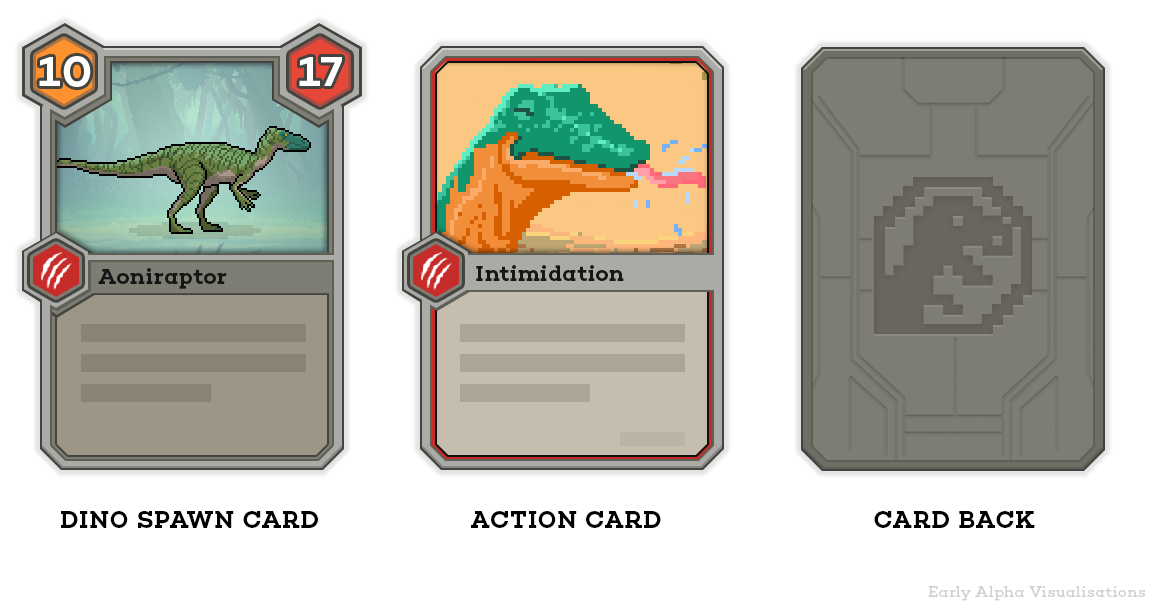 10
17
Aoniraptor
Intimidation
DINO SPAWN CARD
ACTION CARD
CARD BACK
Early Alpha Visualisations